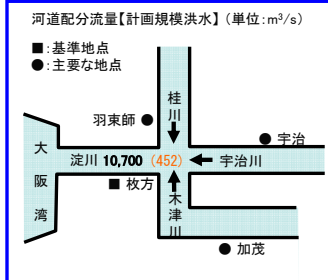 河道配分流量【計画規模洪水】(単位:m³/s)
■:基準地点
●:主要な地点
桂川
羽束師●
●宇治
大阪湾
淀川 10,700 (452)
宇治川
■枚方
木津川
●加茂